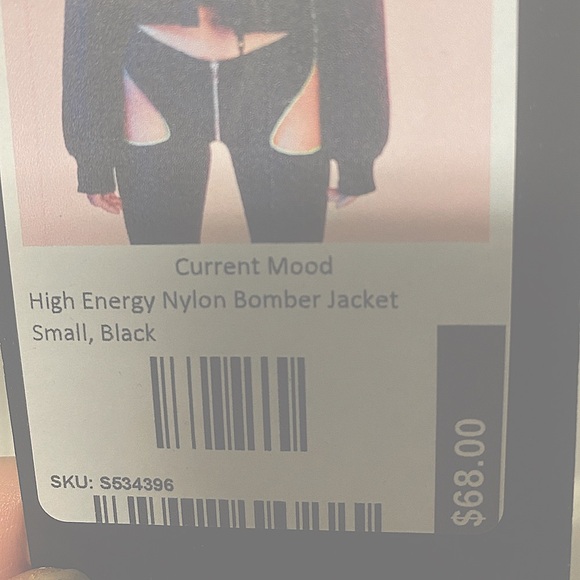 Current Mood
High Energy Nylon Bomber Jacket
Small, Black
SKU: S534396
$68.00